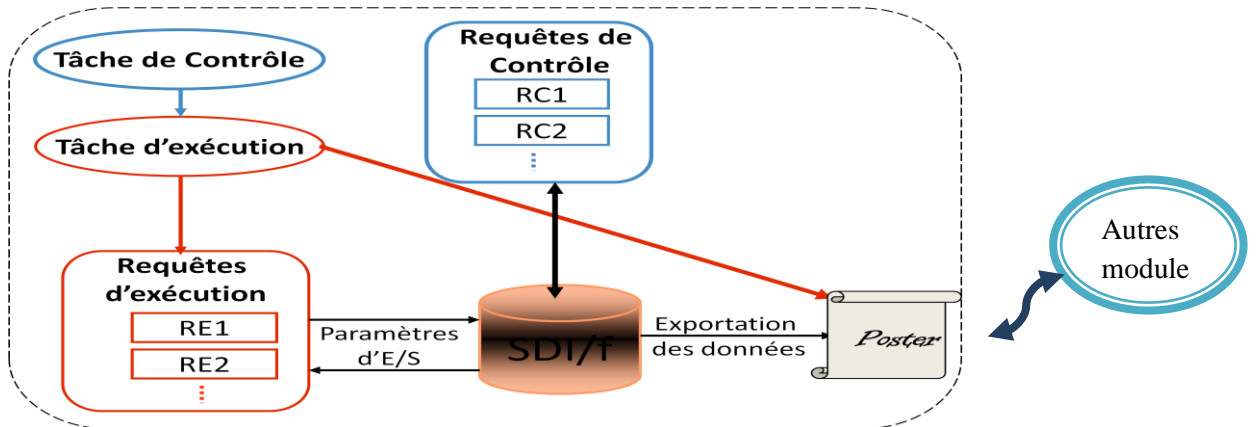 Tâche de Contrôle
Tâche d'exécution
Requêtes de
Contrôle
RC1
RC2
Requêtes
d'exécution
RE1
RE2
Paramètres
d'E/S
SDI/f
Exportation
des données
Poster
Autres
module